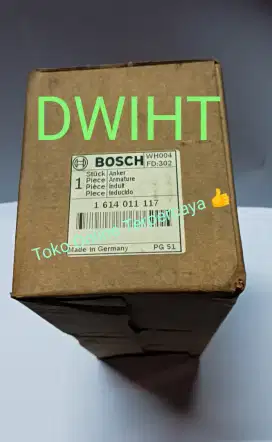 DWIHT
BOSCH
WH004
FD:302
1
Stück Anker
Piece Armature
Pièce Induit
Inducido
1 614 011 117
Toko Terpercaya 👍
Made in Germany PG 51